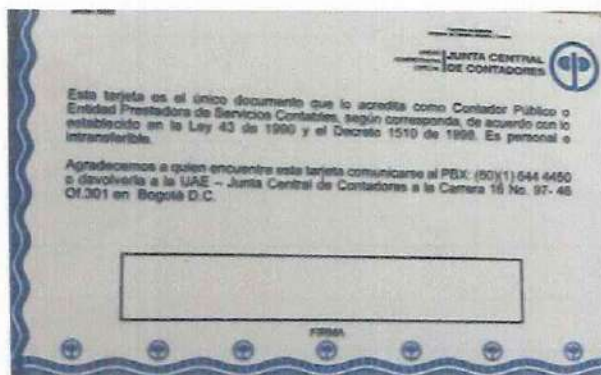 JUNTA CENTRAL
DE CONTADORES
Esta tarjeta es el único documento que lo acredita como Contador Público o
Entidad Prestadora de Servicios Contables, según corresponda, de acuerdo con lo
establecido en la Ley 43 de 1990 y el Decreto 1510 de 1998. Es personal e
intransferible.
Agradecemos a quien encuentre esta tarjeta comunicarse al PBX: (60)(1) 644 4450
o devolverla a la UAE – Junta Central de Contadores a la Carrera 16 No. 97- 46
Of.301 en Bogotá D.C.
FIRMA